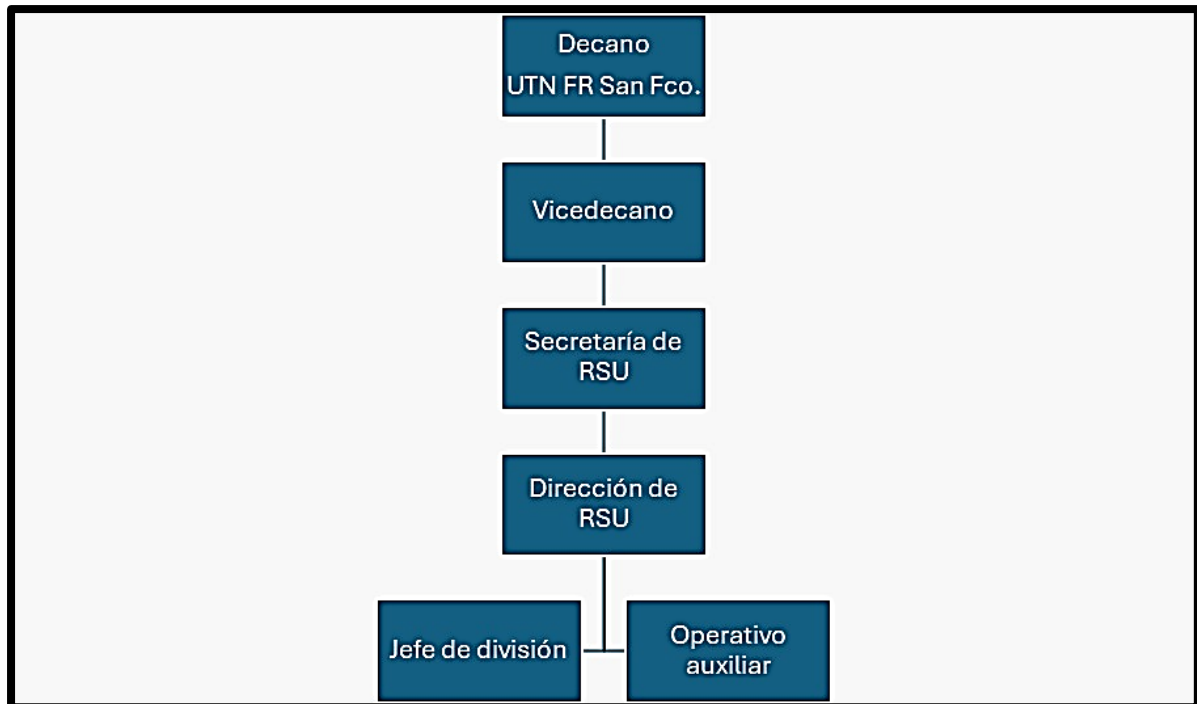 Decano
UTN FR San Fco.
Vicedecano
Secretaría de
RSU
Dirección de
RSU
Jefe de división
Operativo
auxiliar